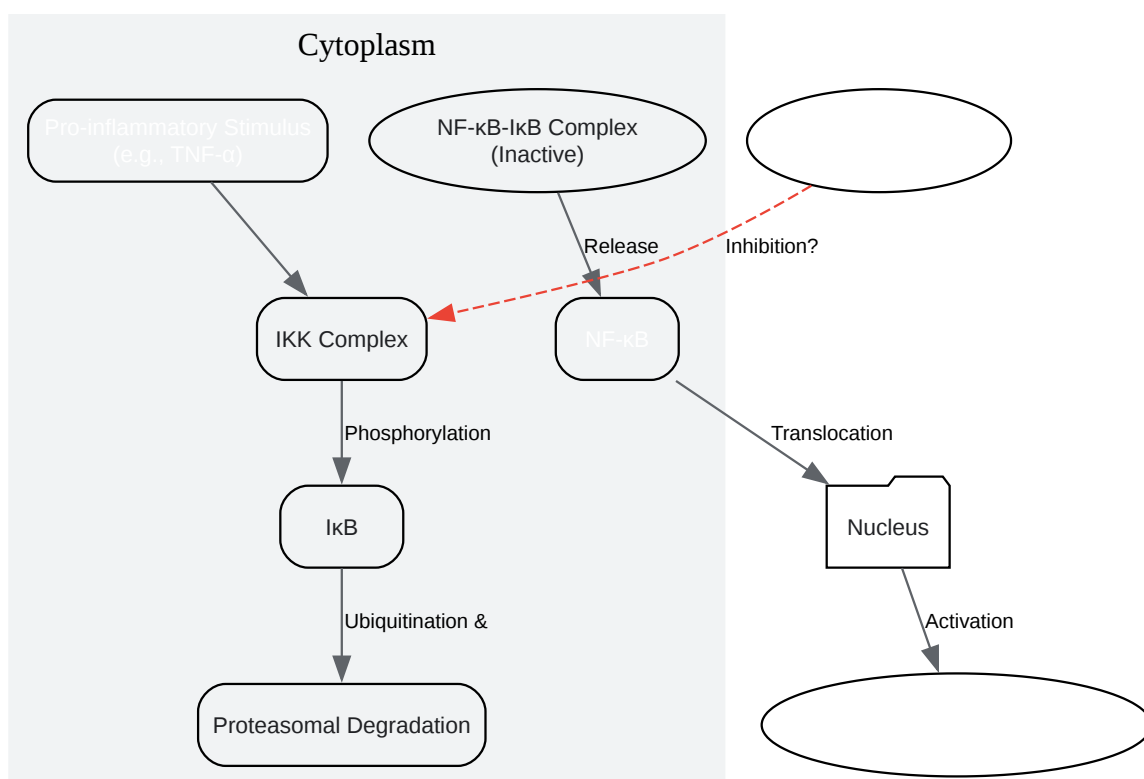 Cytoplasm
Pro-inflammatory Stimulus
(e.g., TNF-α)
NF-κB-IκB Complex
(Inactive)
Release
Inhibition?
IKK Complex
NF-κB
Phosphorylation
Translocation
IκB
Nucleus
Ubiquitination &
Activation
Proteasomal Degradation